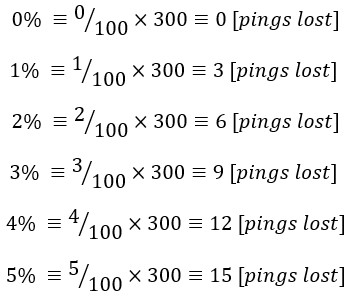 0% ≡ 0/100 × 300 ≡ 0 [pings lost]
1% ≡ 1/100 × 300 ≡ 3 [pings lost]
2% ≡ 2/100 × 300 ≡ 6 [pings lost]
3% ≡ 3/100 × 300 ≡ 9 [pings lost]
4% ≡ 4/100 × 300 ≡ 12 [pings lost]
5% ≡ 5/100 × 300 ≡ 15 [pings lost]